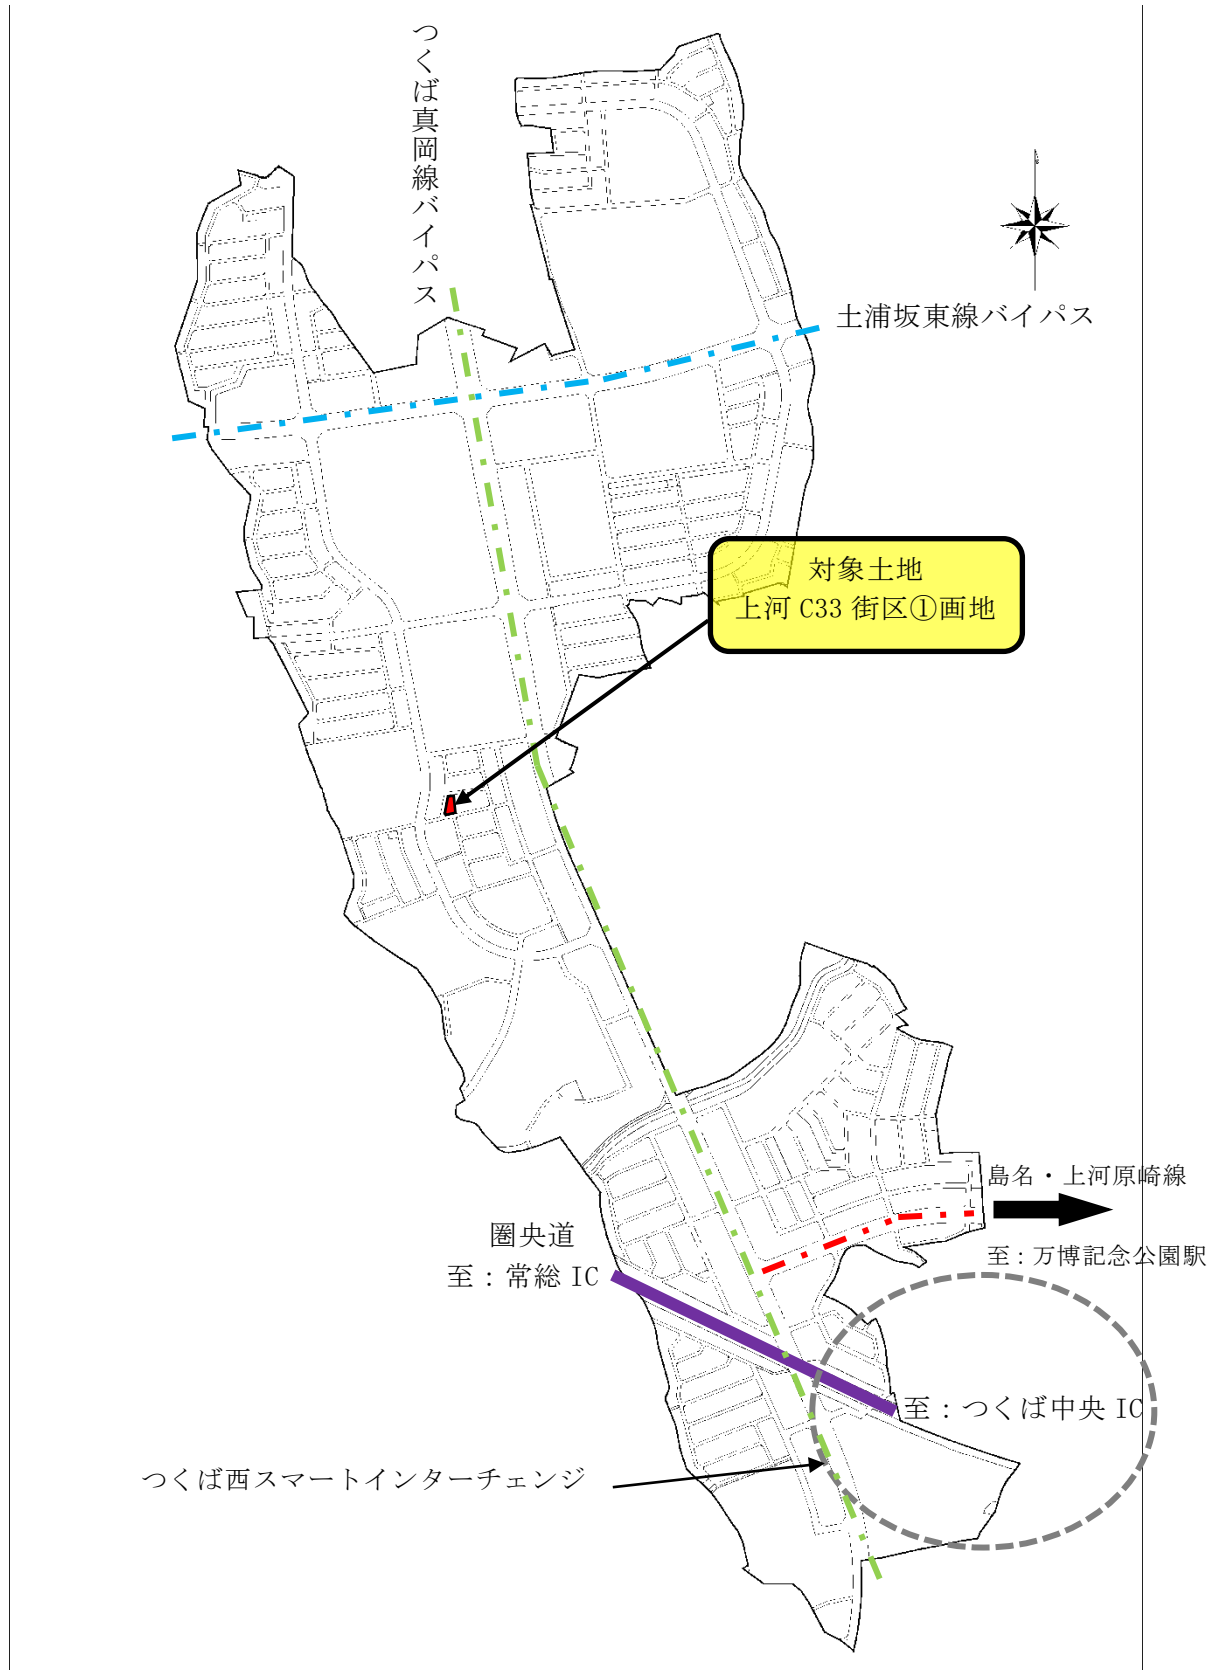 つくば真岡線バイパス
土浦坂東線バイパス
対象土地
上河 C33 街区①画地
島名・上河原崎線
至：万博記念公園駅
圏央道
至：常総 IC
至：つくば中央 IC
つくば西スマートインターチェンジ